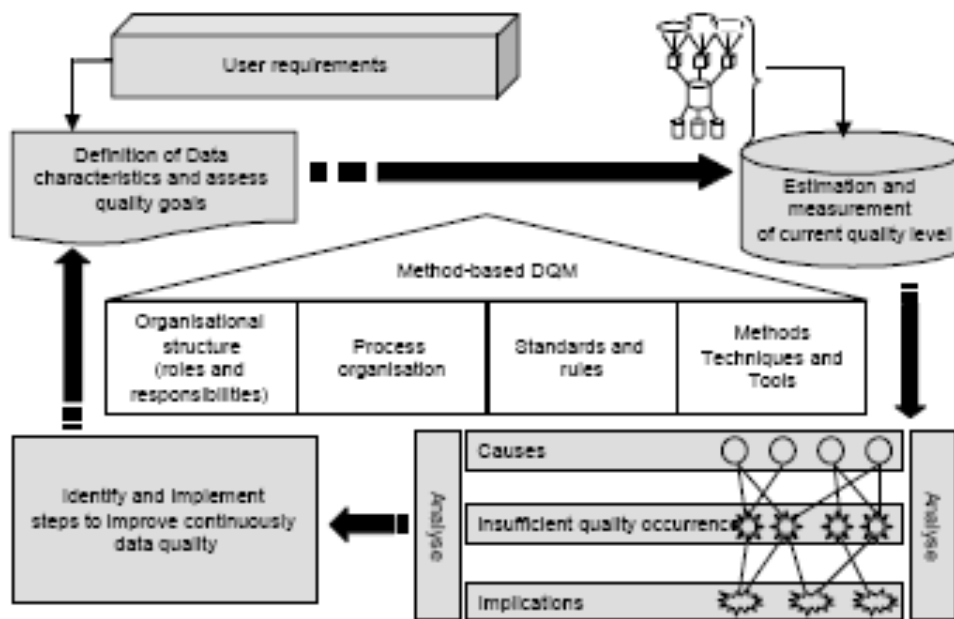 User requirements
Definition of Data
characteristics and assess
quality goals
Estimation and
measurement
of current quality level
Method-based DQM
Organisational
structure
(roles and
responsibilities)
Process
organisation
Standards and
rules
Methods
Techniques and
Tools
Identify and Implement
steps to improve continuously
data quality
Analyse
Causes
Insufficient quality occurrence
Implications
Analyse